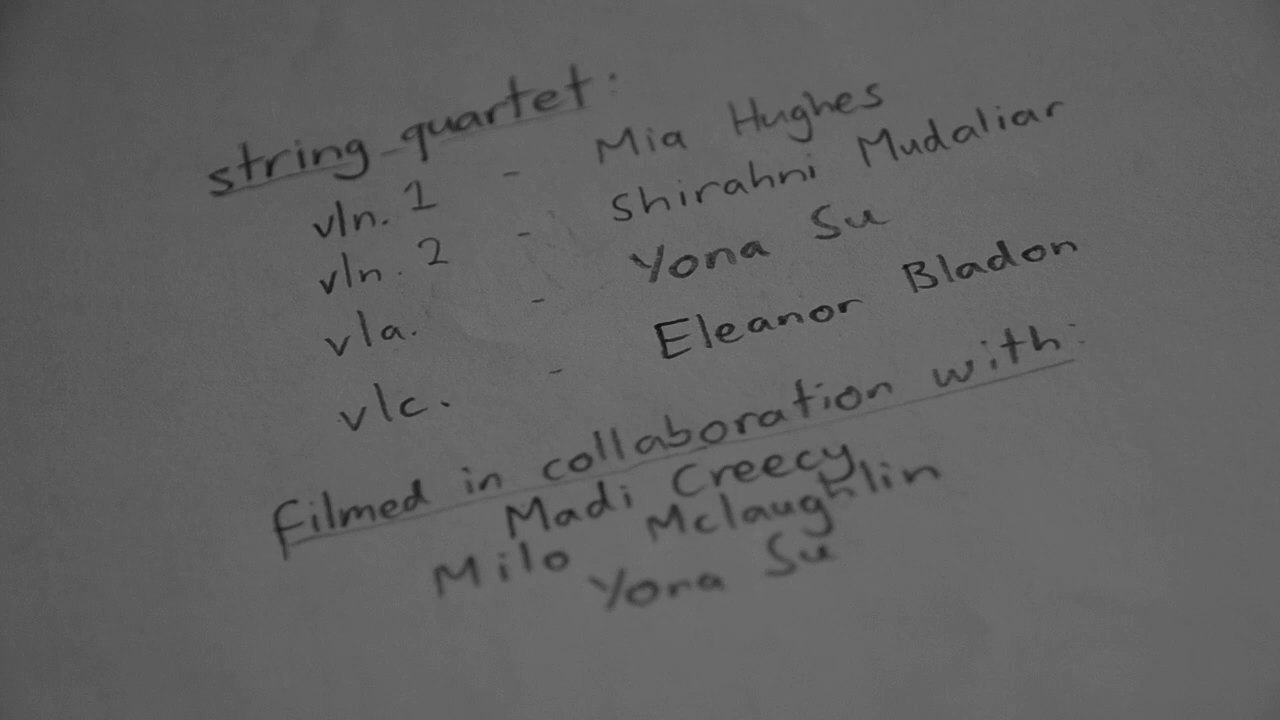 string quartet:
vln. 1 - Mia Hughes
vln. 2 - Shirahni Mudaliar
vla. - Yona Su
vlc. - Eleanor Bladon
Filmed in collaboration with:
Madi Creecy
Milo Mclaughlin
Yona Su